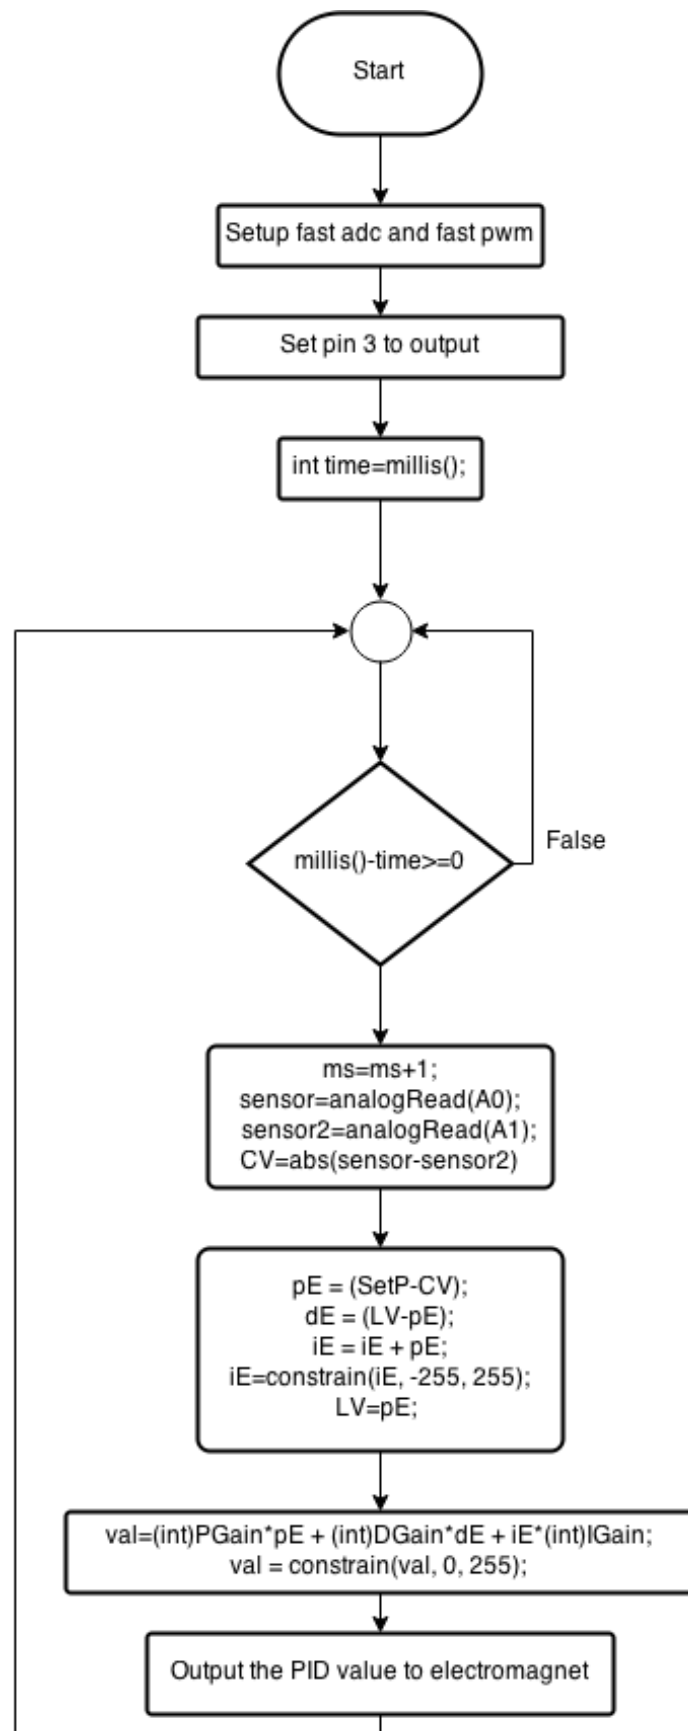 Start
Setup fast adc and fast pwm
Set pin 3 to output
int time=millis();
millis()-time>=0
False
ms=ms+1;
sensor=analogRead(A0);
sensor2=analogRead(A1);
CV=abs(sensor-sensor2)
pE = (SetP-CV);
dE = (LV-pE);
iE = iE + pE;
iE=constrain(iE, -255, 255);
LV=pE;
val=(int)PGain*pE + (int)DGain*dE + iE*(int)IGain;
val = constrain(val, 0, 255);
Output the PID value to electromagnet